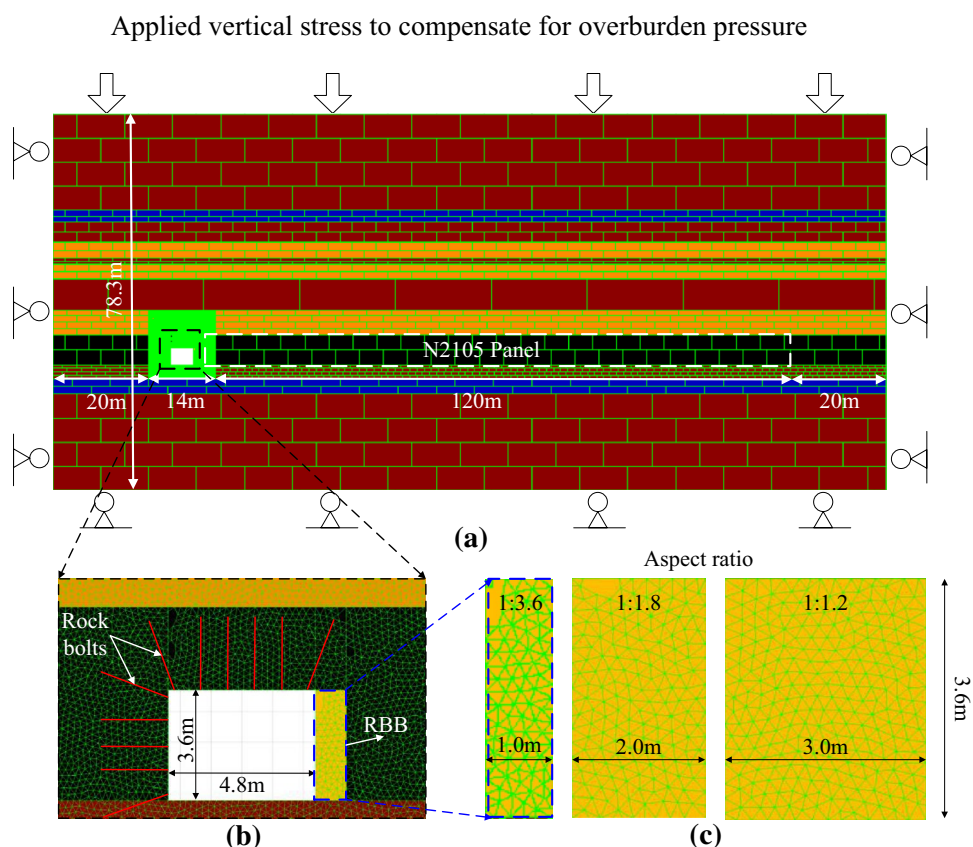 Applied vertical stress to compensate for overburden pressure
78.3m
N2105 Panel
20m
14m
120m
20m
(a)
Aspect ratio
Rock
bolts
3.6m
4.8m
RBB
(b)
1:3.6
1:1.8
1:1.2
1.0m
2.0m
3.0m
3.6m
(c)